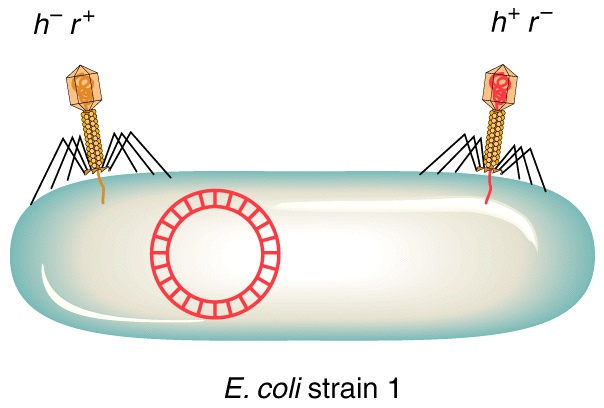 h⁻ r⁺
h⁺ r⁻
E. coli strain 1